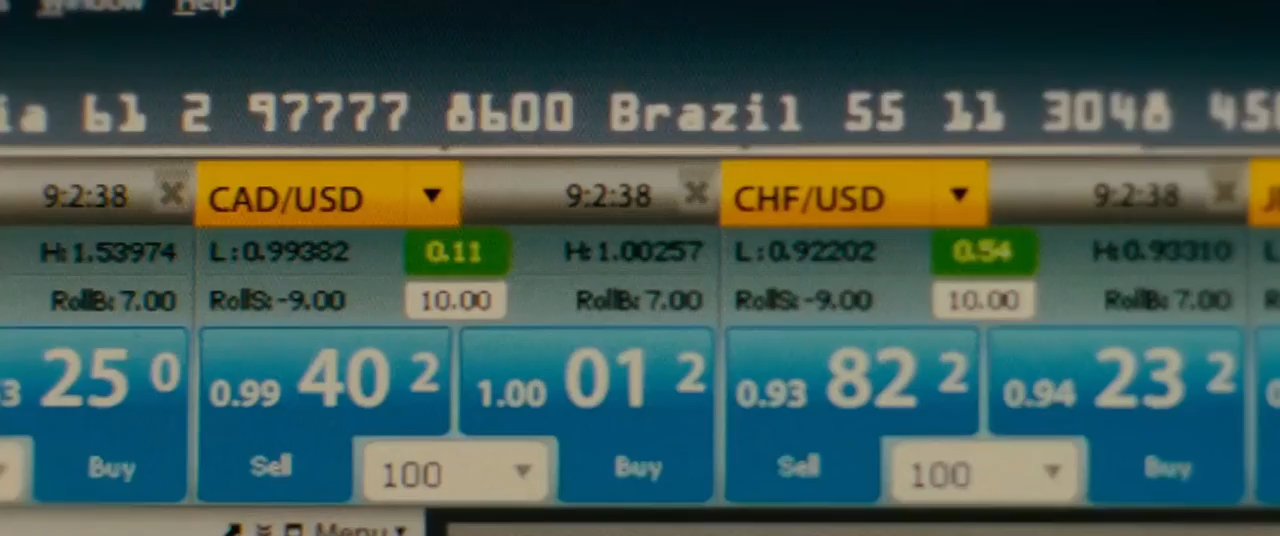 Window Help
ia 61 2 97777 8600 Brazil 55 11 3048 45
9:2:38 CAD/USD 9:2:38 CHF/USD 9:2:38
H:1.53974 L:0.99382 0.11 H:1.00257 L:0.92202 0.54 H:0.93310
RollB:7.00 RollS:-9.00 10.00 RollB:7.00 RollS:-9.00 10.00 RollB:7.00
3 25 0 0.99 40 2 1.00 01 2 0.93 82 2 0.94 23 2
Buy Sell 100 Buy Sell 100 Buy
Menu